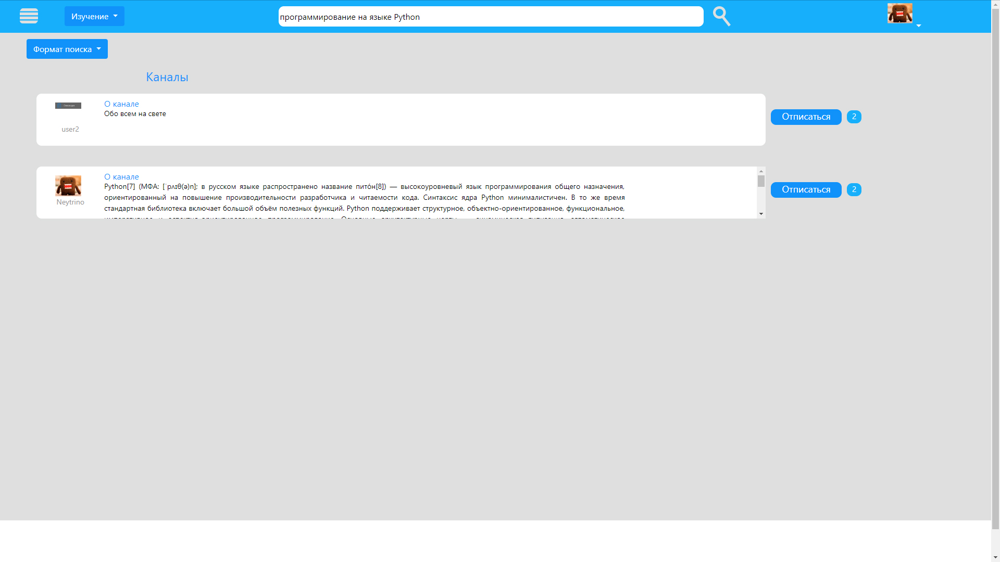 Изучение
программирование на языке Python
Формат поиска
Каналы
О канале
Обо всем на свете
user2
Отписаться 2
О канале
Python[7] (МФА: [ˈpʌɪθ(ə)n]; в русском языке распространено название пито́н[8]) — высокоуровневый язык программирования общего назначения,
ориентированный на повышение производительности разработчика и читаемости кода. Синтаксис ядра Python минималистичен. В то же время
стандартная библиотека включает большой объём полезных функций. Python поддерживает структурное, объектно-ориентированное, функциональное,
Neytrino
Отписаться 2